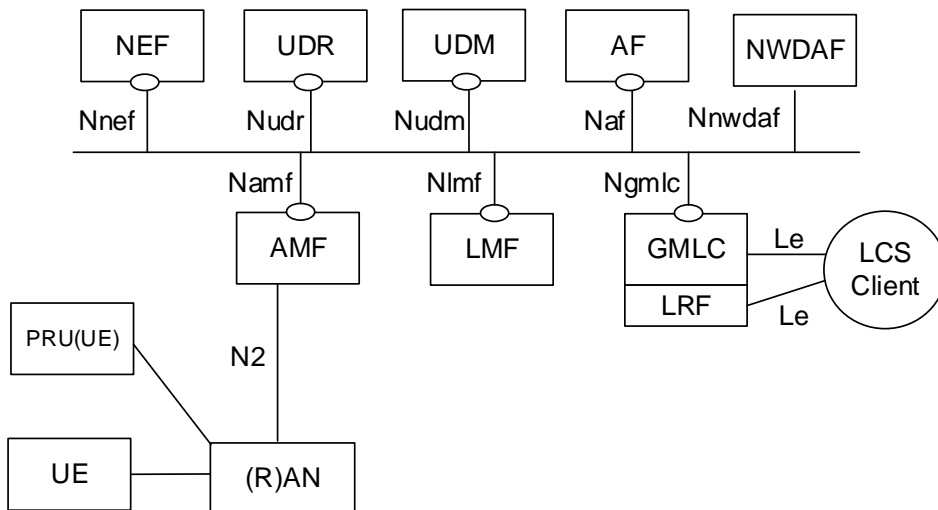 NEF
UDR
UDM
AF
NWDAF
Nnef
Nudr
Nudm
Naf
Nnwdaf
Namf
Nlmf
Ngmlc
AMF
LMF
GMLC
Le
LCS
Client
LRF
Le
PRU(UE)
N2
UE
(R)AN